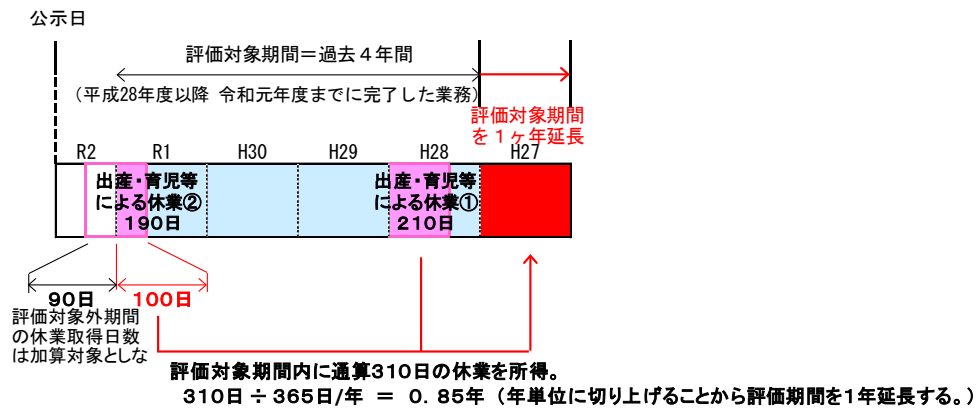 公示日
評価対象期間＝過去４年間
（平成28年度以降 令和元年度までに完了した業務）
評価対象期間
を１ヶ年延長
R2 R1 H30 H29 H28 H27
出産・育児等
による休業②
190日
出産・育児等
による休業①
210日
90日
100日
評価対象外期間
の休業取得日数
は加算対象としな
評価対象期間内に通算310日の休業を所得。
310日 ÷ 365日/年 ＝ 0.85年（年単位に切り上げることから評価期間を1年延長する。）